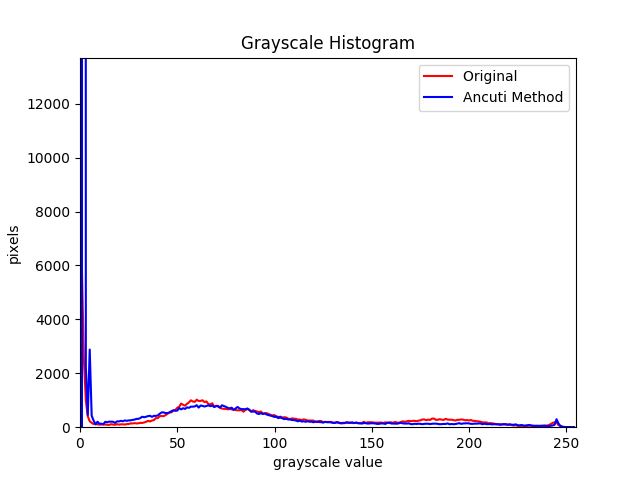 Grayscale Histogram
Original
Ancuti Method
12000
10000
8000
6000
4000
2000
0
pixels
0 50 100 150 200 250
grayscale value